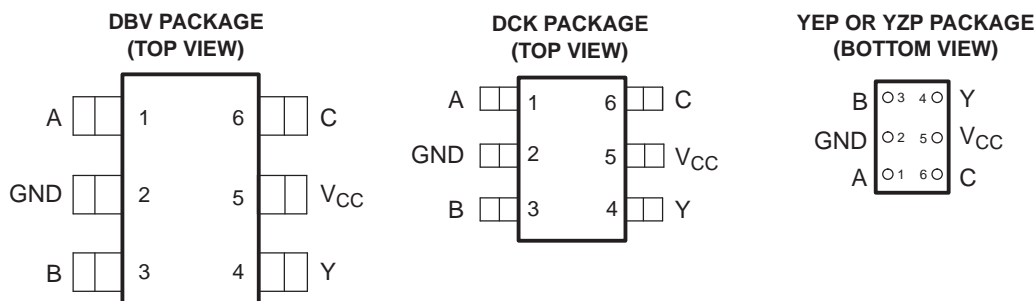 DBV PACKAGE
(TOP VIEW)
A 1 6 C
GND 2 5 VCC
B 3 4 Y
DCK PACKAGE
(TOP VIEW)
A 1 6 C
GND 2 5 VCC
B 3 4 Y
YEP OR YZP PACKAGE
(BOTTOM VIEW)
B 3 4 Y
GND 2 5 VCC
A 1 6 C